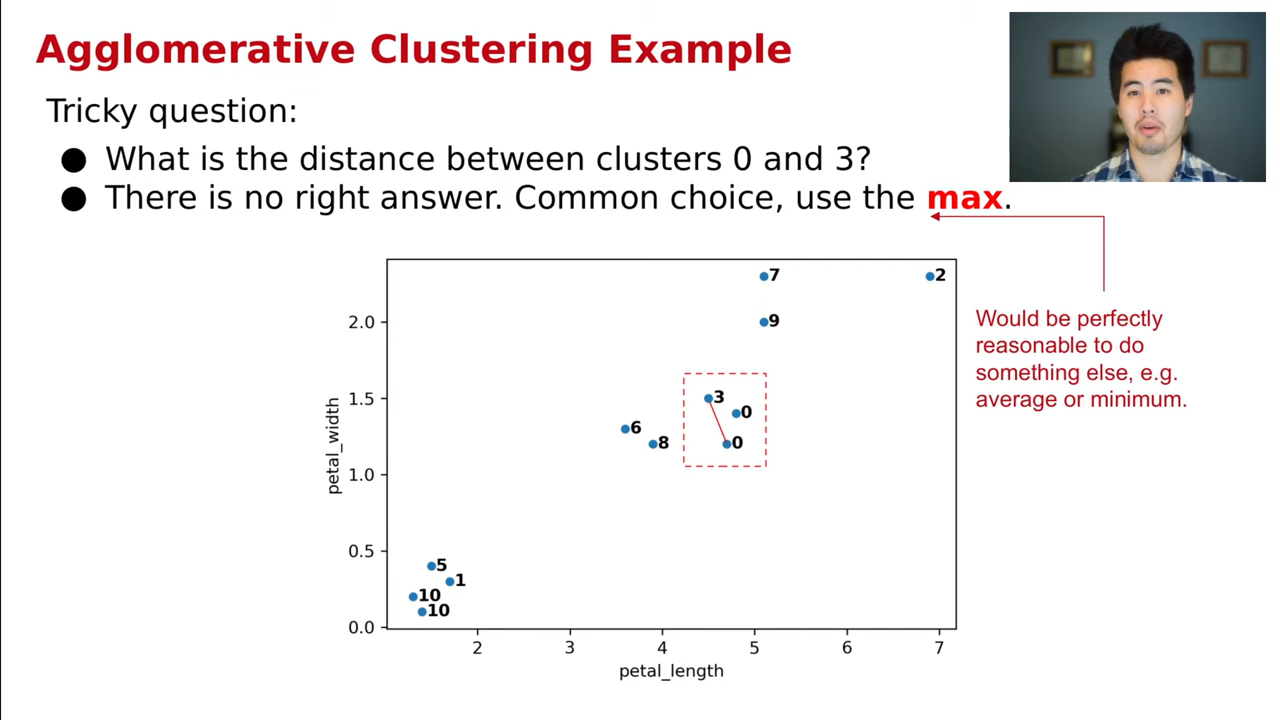 Agglomerative Clustering Example
Tricky question:
● What is the distance between clusters 0 and 3?
● There is no right answer. Common choice, use the max.
Would be perfectly
reasonable to do
something else, e.g.
average or minimum.
7
2
2.0
9
1.5
3
0
6
8
0
1.0
petal_width
0.5
5
1
10
10
0.0
2 3 4 5 6 7
petal_length